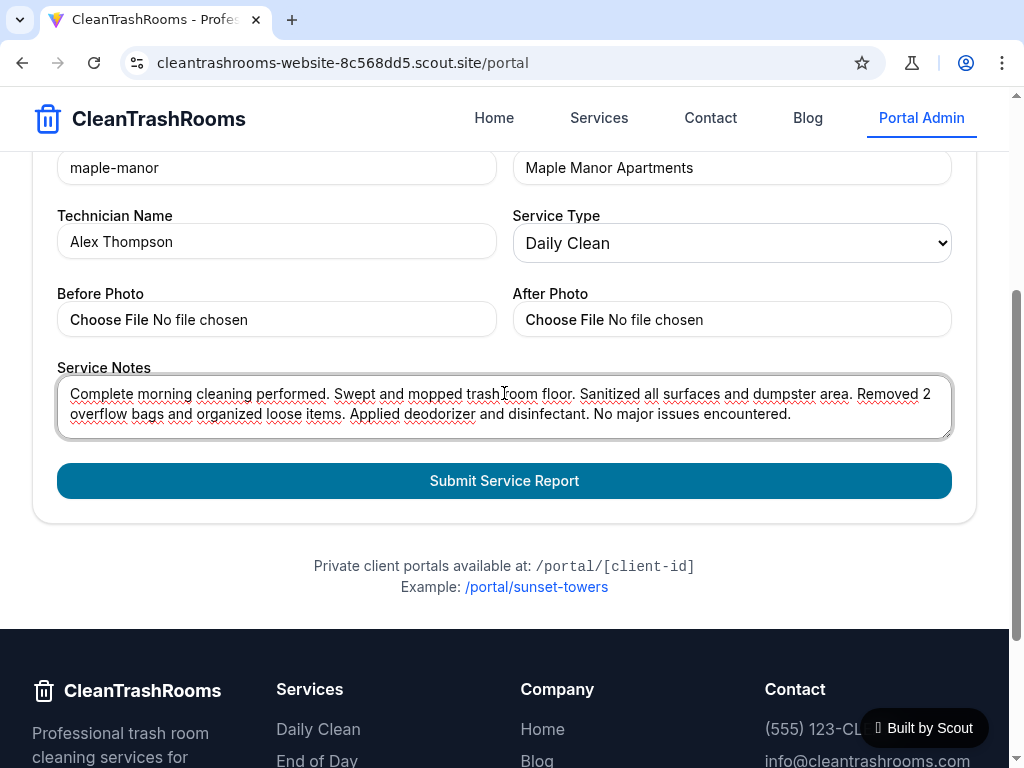 CleanTrashRooms - Profes
cleantrashrooms-website-8c568dd5.scout.site/portal
CleanTrashRooms
Home
Services
Contact
Blog
Portal Admin
maple-manor
Maple Manor Apartments
Technician Name
Service Type
Alex Thompson
Daily Clean
Before Photo
After Photo
Choose File No file chosen
Choose File No file chosen
Service Notes
Complete morning cleaning performed. Swept and mopped trash room floor. Sanitized all surfaces and dumpster area. Removed 2
overflow bags and organized loose items. Applied deodorizer and disinfectant. No major issues encountered.
Submit Service Report
Private client portals available at: /portal/[client-id]
Example: /portal/sunset-towers
CleanTrashRooms
Professional trash room
cleaning services for
Services
Daily Clean
End of Day
Company
Home
Blog
Contact
(555) 123-CL
info@cleantrashrooms.com
Built by Scout